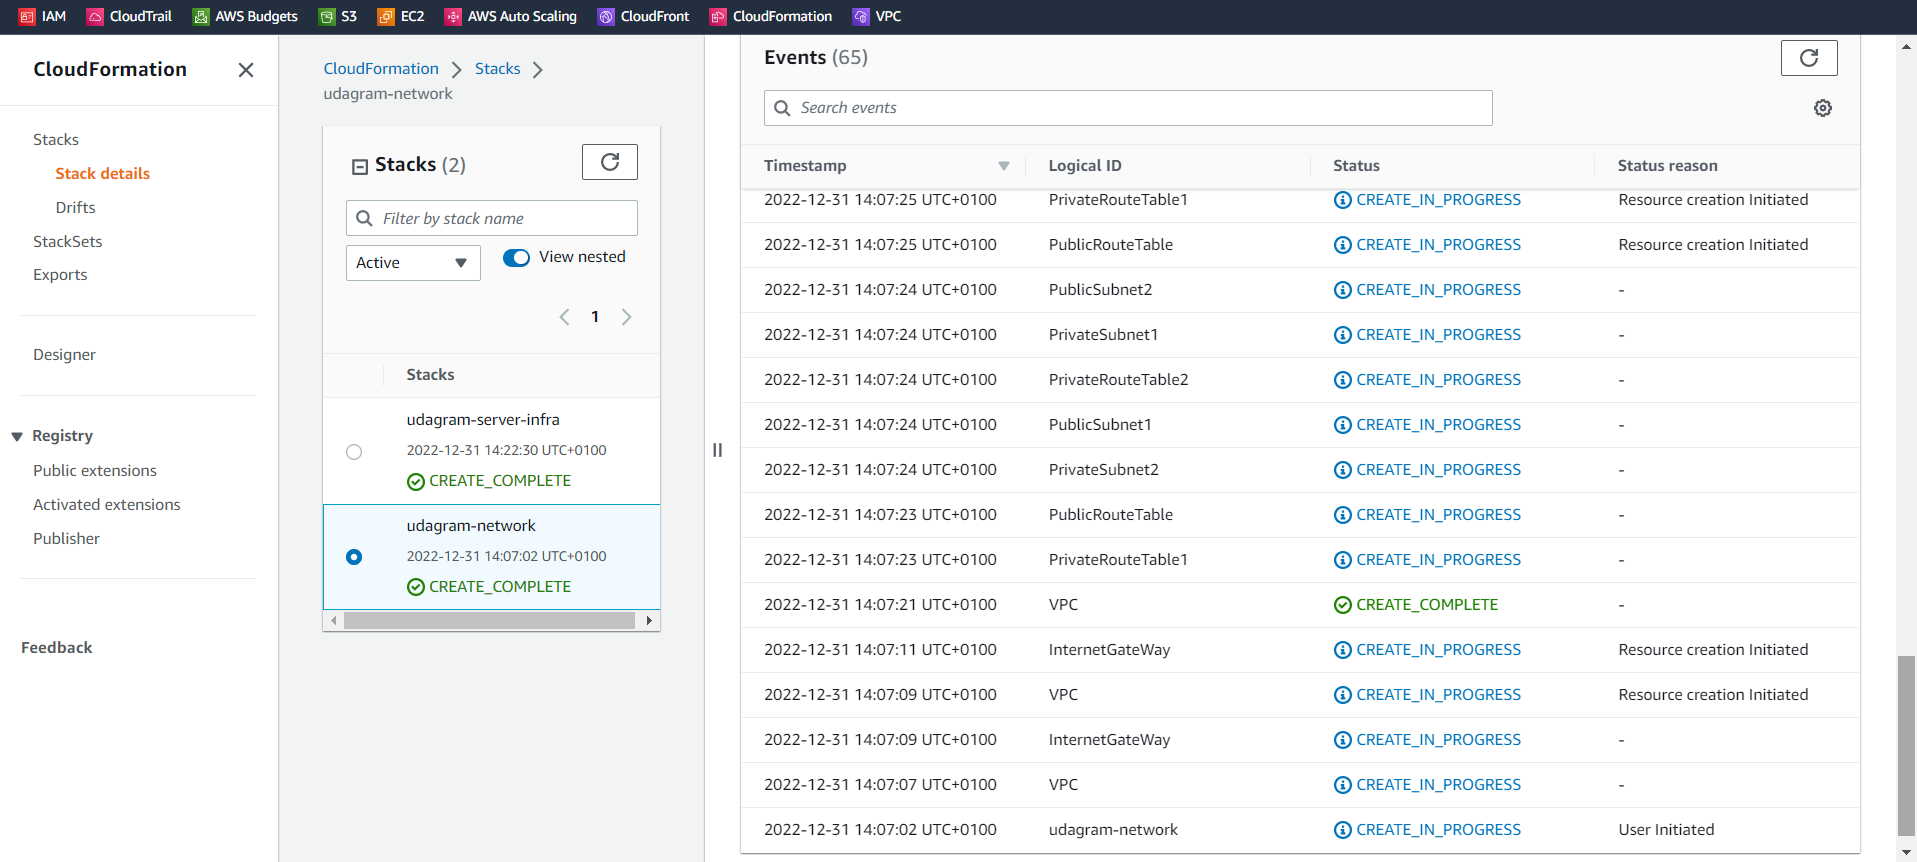 IAM CloudTrail AWS Budgets S3 EC2 AWS Auto Scaling CloudFront CloudFormation VPC
CloudFormation
Stacks
Stack details
Drifts
StackSets
Exports
Designer
Registry
Public extensions
Activated extensions
Publisher
Feedback
CloudFormation Stacks
udagram-network
Stacks (2)
Filter by stack name
Active View nested
1
Stacks
udagram-server-infra
2022-12-31 14:22:30 UTC+0100
CREATE_COMPLETE
udagram-network
2022-12-31 14:07:02 UTC+0100
CREATE_COMPLETE
Events (65)
Search events
Timestamp Logical ID Status Status reason
2022-12-31 14:07:25 UTC+0100 PrivateRouteTable1 CREATE_IN_PROGRESS Resource creation Initiated
2022-12-31 14:07:25 UTC+0100 PublicRouteTable CREATE_IN_PROGRESS Resource creation Initiated
2022-12-31 14:07:24 UTC+0100 PublicSubnet2 CREATE_IN_PROGRESS -
2022-12-31 14:07:24 UTC+0100 PrivateSubnet1 CREATE_IN_PROGRESS -
2022-12-31 14:07:24 UTC+0100 PrivateRouteTable2 CREATE_IN_PROGRESS -
2022-12-31 14:07:24 UTC+0100 PublicSubnet1 CREATE_IN_PROGRESS -
2022-12-31 14:07:24 UTC+0100 PrivateSubnet2 CREATE_IN_PROGRESS -
2022-12-31 14:07:23 UTC+0100 PublicRouteTable CREATE_IN_PROGRESS -
2022-12-31 14:07:23 UTC+0100 PrivateRouteTable1 CREATE_IN_PROGRESS -
2022-12-31 14:07:21 UTC+0100 VPC CREATE_COMPLETE -
2022-12-31 14:07:11 UTC+0100 InternetGateWay CREATE_IN_PROGRESS Resource creation Initiated
2022-12-31 14:07:09 UTC+0100 VPC CREATE_IN_PROGRESS Resource creation Initiated
2022-12-31 14:07:09 UTC+0100 InternetGateWay CREATE_IN_PROGRESS -
2022-12-31 14:07:07 UTC+0100 VPC CREATE_IN_PROGRESS -
2022-12-31 14:07:02 UTC+0100 udagram-network CREATE_IN_PROGRESS User Initiated